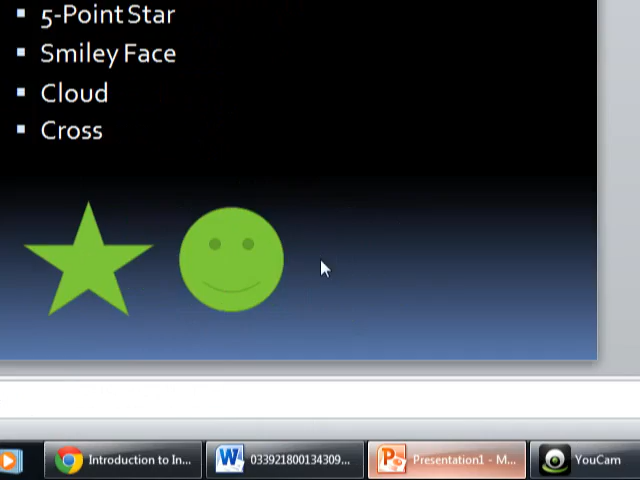 5-Point Star
Smiley Face
Cloud
Cross
Introduction to In...
033921800134309...
Presentation1 - M...
YouCam